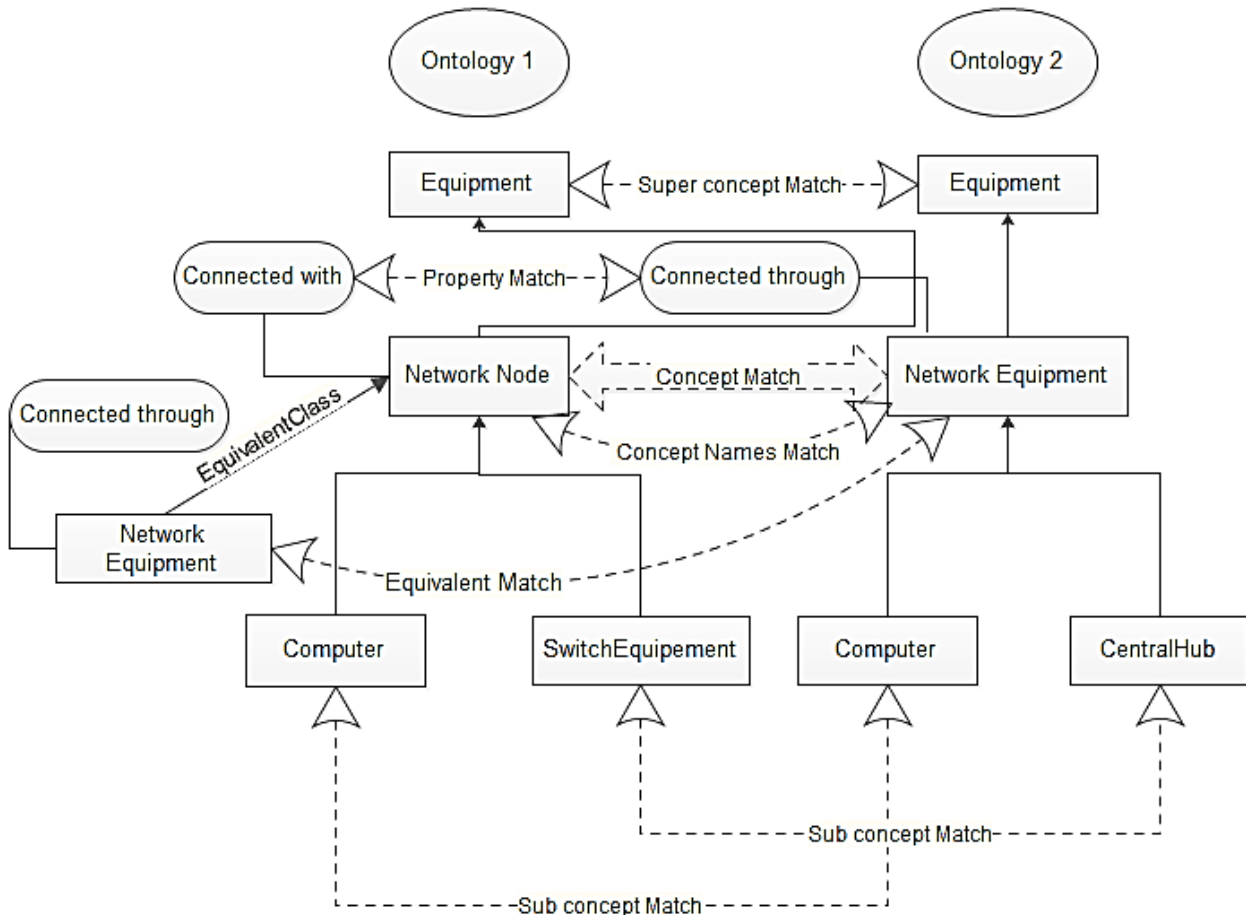 Ontology 1
Ontology 2
Equipment
Super concept Match
Equipment
Connected with
Property Match
Connected through
Network Node
Concept Match
Network Equipment
Connected through
EquivalentClass
Concept Names Match
Network
Equipment
Equivalent Match
Computer
SwitchEquipement
Computer
CentralHub
Sub concept Match
Sub concept Match